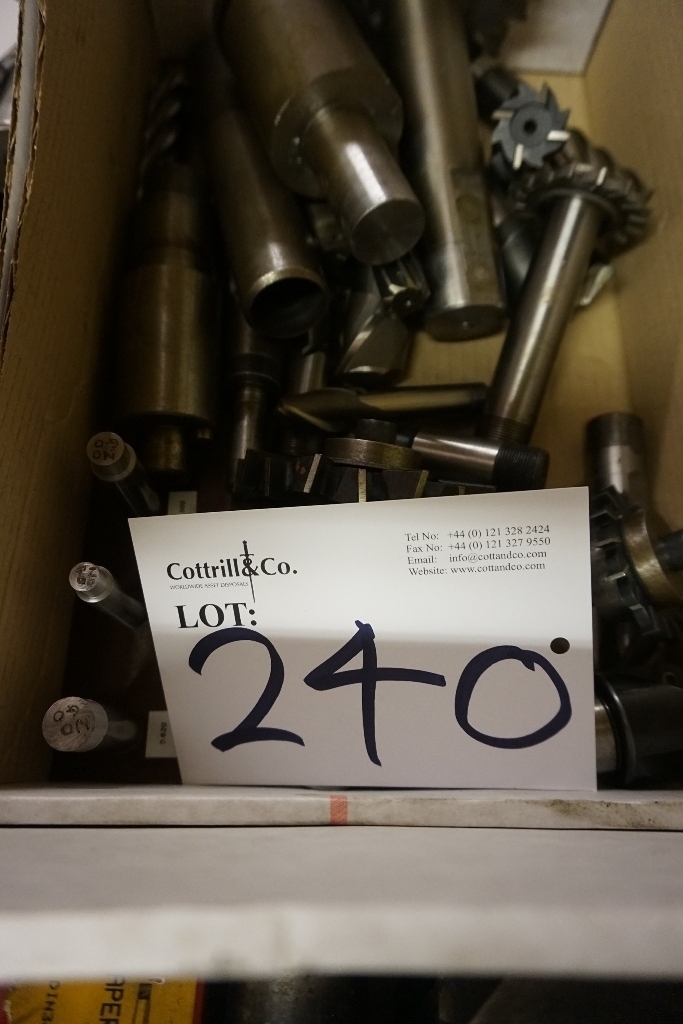 Cottrill&Co.
WORLDWIDE ASSET DISPOSALS
Tel No: +44 (0) 121 328 2424
Fax No: +44 (0) 121 327 9550
Email: info@cottandco.com
Website: www.cottandco.com
LOT:
240